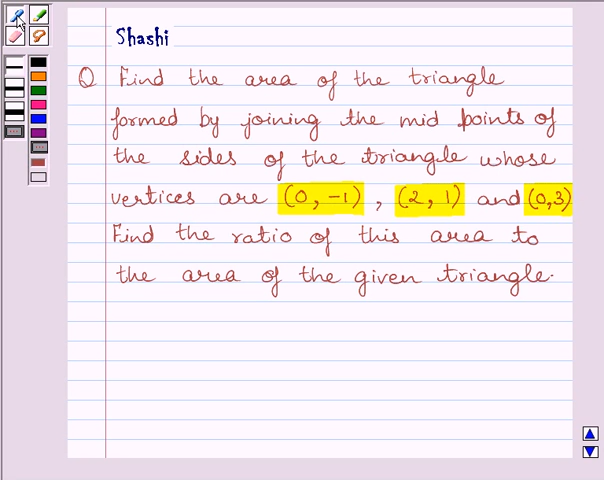 Shashi
Q Find the area of the triangle
formed by joining the mid points of
the sides of the triangle whose
vertices are (0, -1), (2, 1) and (0,3)
Find the ratio of this area to
the area of the given triangle.